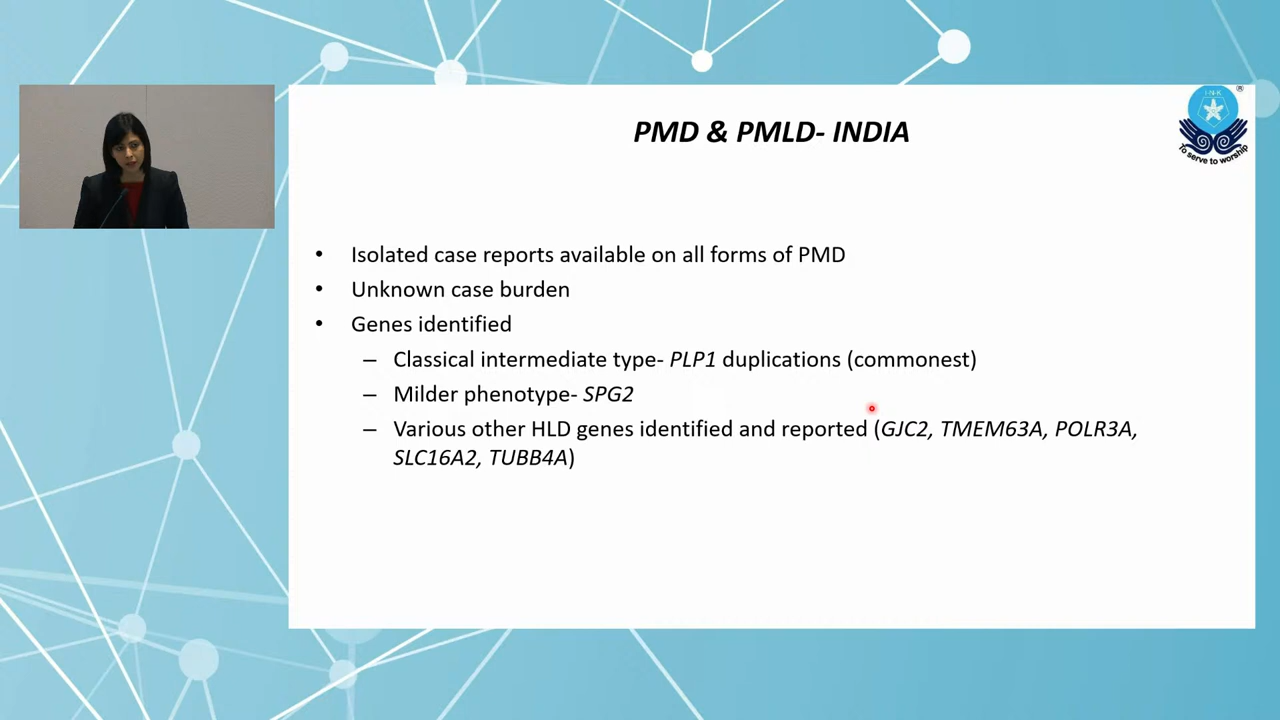 I-N-K
®
To serve to worship
PMD & PMLD- INDIA
• Isolated case reports available on all forms of PMD
• Unknown case burden
• Genes identified
– Classical intermediate type- PLP1 duplications (commonest)
– Milder phenotype- SPG2
– Various other HLD genes identified and reported (GJC2, TMEM63A, POLR3A,
SLC16A2, TUBB4A)